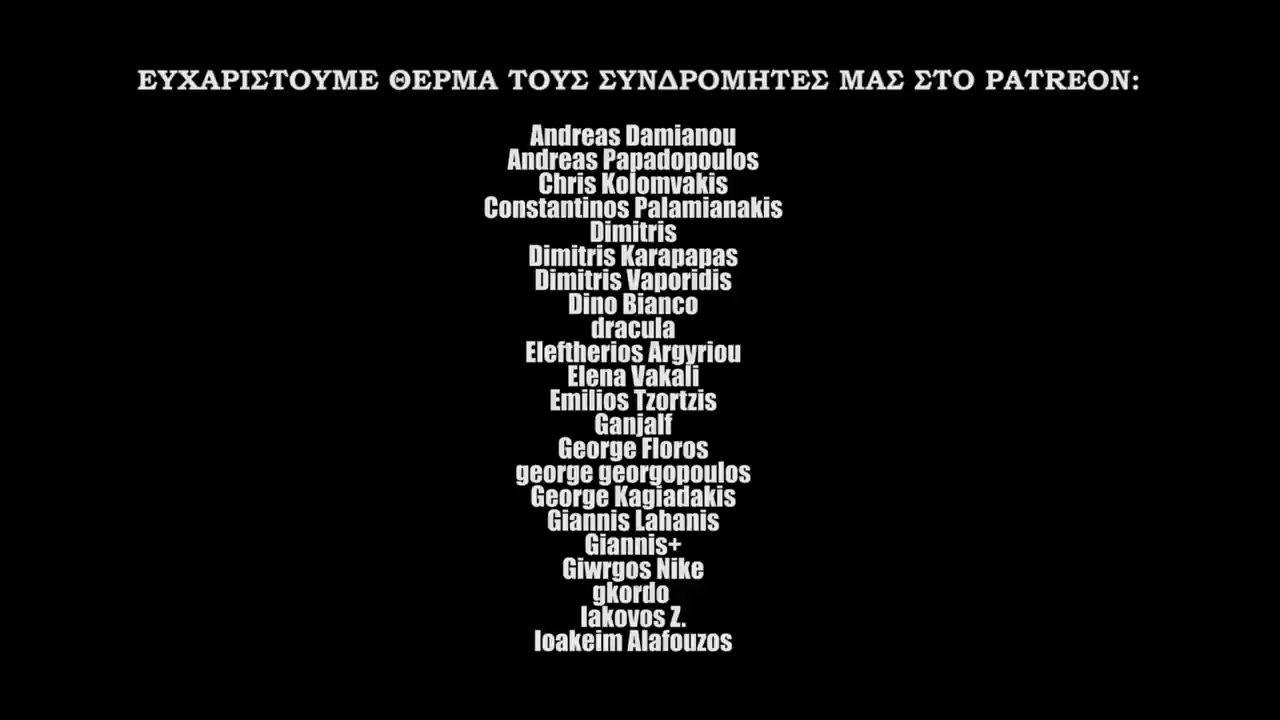 ΕΥΧΑΡΙΣΤΟΥΜΕ ΘΕΡΜΑ ΤΟΥΣ ΣΥΝΔΡΟΜΗΤΕΣ ΜΑΣ ΣΤΟ PATREON:
Andreas Damianou
Andreas Papadopoulos
Chris Kolomvakis
Constantinos Palamianakis
Dimitris
Dimitris Karapapas
Dimitris Vaporidis
Dino Bianco
dracula
Eleftherios Argyriou
Elena Vakali
Emilios Tzortzis
Ganjalf
George Floros
george georgopoulos
George Kagiadakis
Giannis Lahanis
Giannis+
Giwrgos Nike
gkordo
Iakovos Z.
Ioakeim Alafouzos